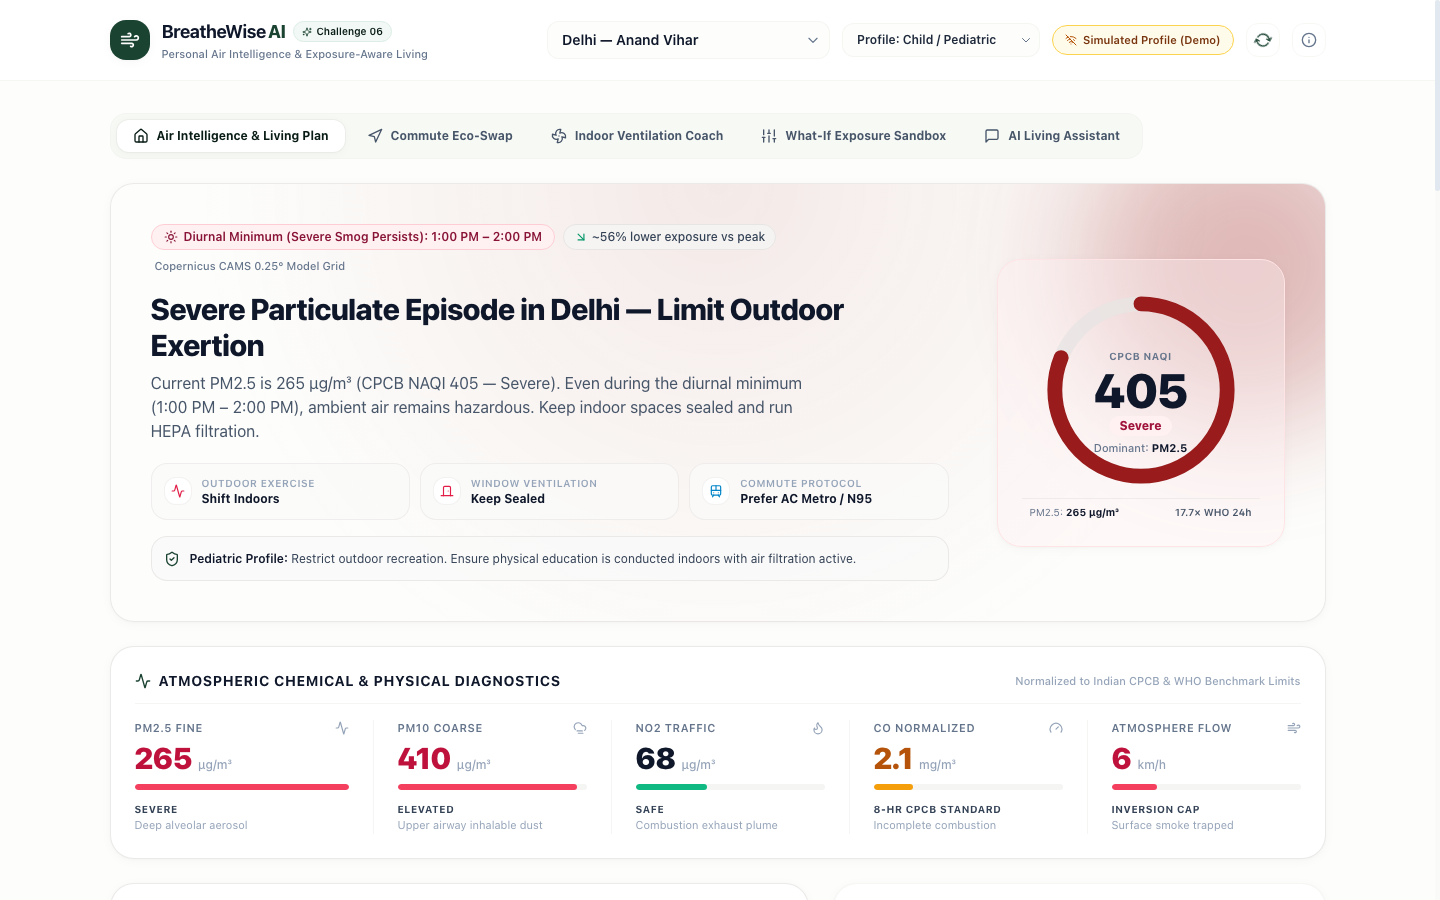 BreatheWise AI
Challenge 06
Personal Air Intelligence & Exposure-Aware Living
Delhi — Anand Vihar
Profile: Child / Pediatric
Simulated Profile (Demo)
Air Intelligence & Living Plan
Commute Eco-Swap
Indoor Ventilation Coach
What-If Exposure Sandbox
AI Living Assistant
Diurnal Minimum (Severe Smog Persists): 1:00 PM – 2:00 PM
~56% lower exposure vs peak
Copernicus CAMS 0.25° Model Grid
Severe Particulate Episode in Delhi — Limit Outdoor
Exertion
Current PM2.5 is 265 µg/m³ (CPCB NAQI 405 — Severe). Even during the diurnal minimum
(1:00 PM – 2:00 PM), ambient air remains hazardous. Keep indoor spaces sealed and run
HEPA filtration.
OUTDOOR EXERCISE
Shift Indoors
WINDOW VENTILATION
Keep Sealed
COMMUTE PROTOCOL
Prefer AC Metro / N95
Pediatric Profile: Restrict outdoor recreation. Ensure physical education is conducted indoors with air filtration active.
CPCB NAQI
405
Severe
Dominant: PM2.5
PM2.5: 265 µg/m³
17.7× WHO 24h
ATMOSPHERIC CHEMICAL & PHYSICAL DIAGNOSTICS
Normalized to Indian CPCB & WHO Benchmark Limits
PM2.5 FINE
265 µg/m³
SEVERE
Deep alveolar aerosol
PM10 COARSE
410 µg/m³
ELEVATED
Upper airway inhalable dust
NO2 TRAFFIC
68 µg/m³
SAFE
Combustion exhaust plume
CO NORMALIZED
2.1 mg/m³
8-HR CPCB STANDARD
Incomplete combustion
ATMOSPHERE FLOW
6 km/h
INVERSION CAP
Surface smoke trapped